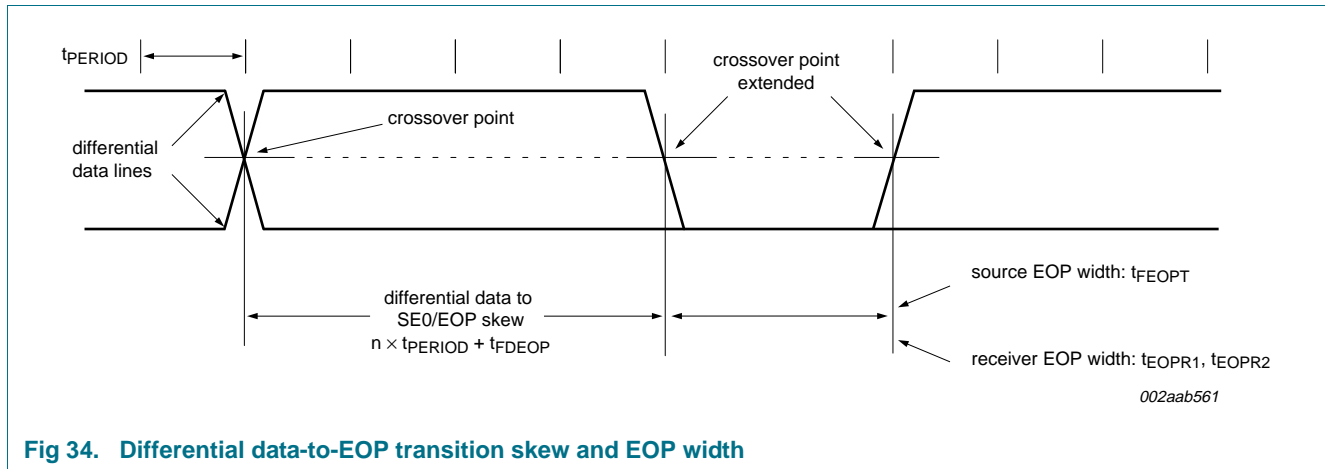 tPERIOD
crossover point
extended
crossover point
differential
data lines
differential data to
SE0/EOP skew
n × tPERIOD + tFDEOP
source EOP width: tFEOPT
receiver EOP width: tEOPR1, tEOPR2
002aab561
Fig 34. Differential data-to-EOP transition skew and EOP width